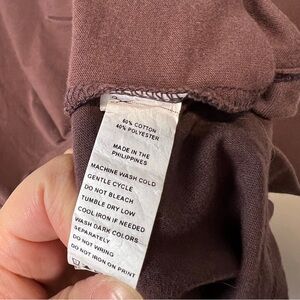 60% COTTON
40% POLYESTER
MADE IN THE
PHILIPPINES
MACHINE WASH COLD
GENTLE CYCLE
DO NOT BLEACH
TUMBLE DRY LOW
COOL IRON IF NEEDED
WASH DARK COLORS
SEPARATELY
DO NOT WRING
DO NOT IRON ON PRINT